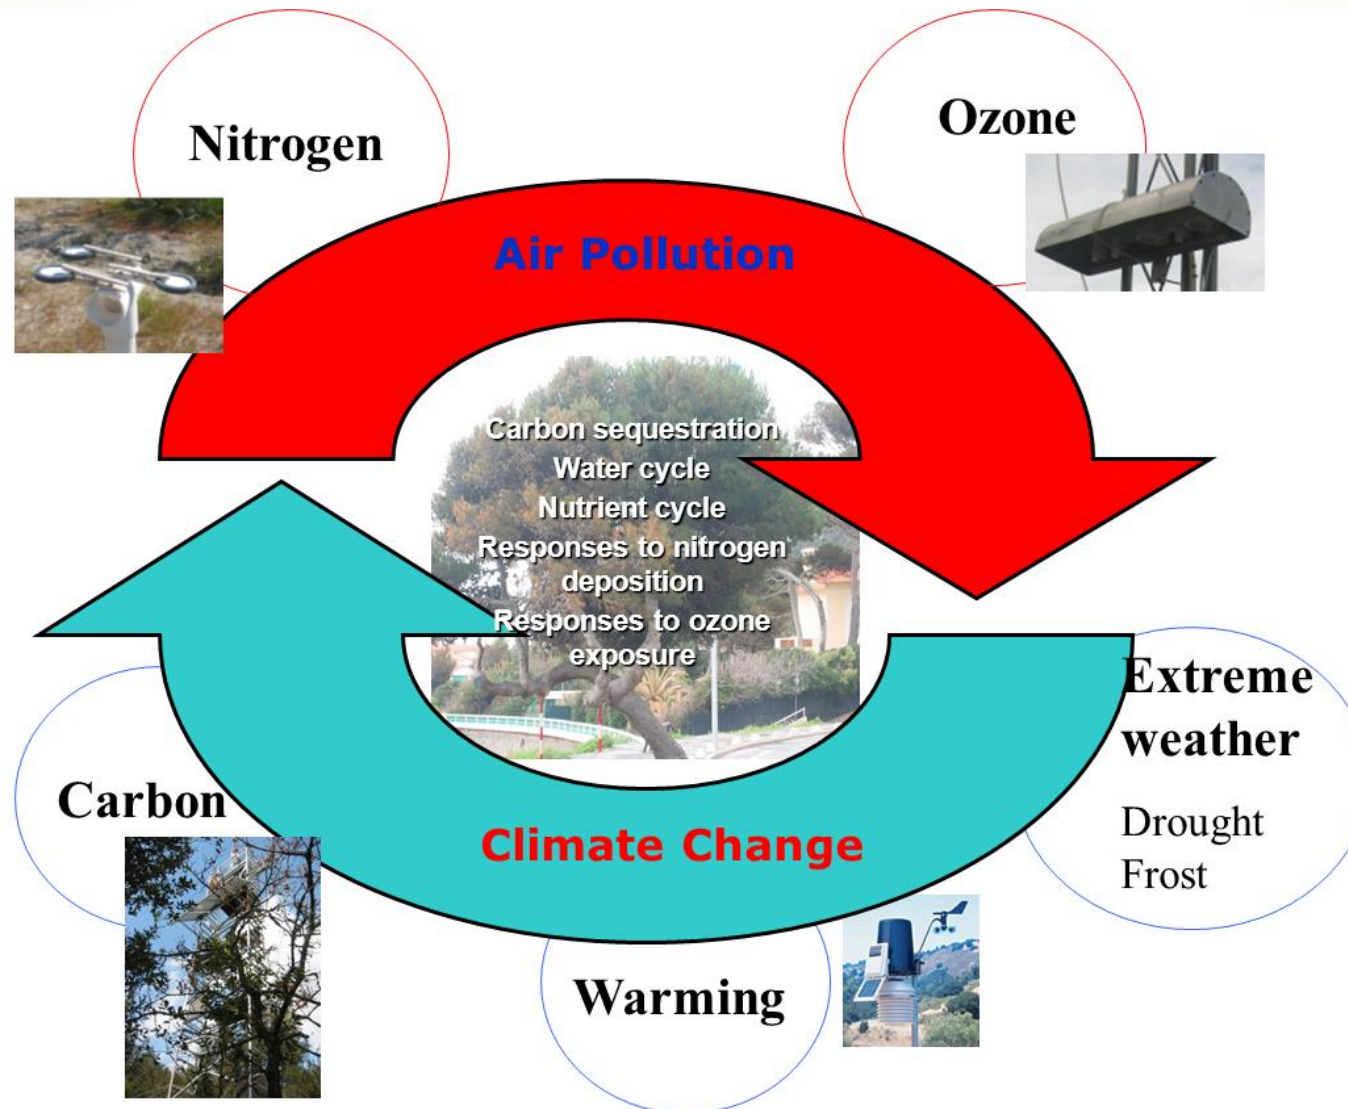 Nitrogen
Ozone
Air Pollution
Carbon sequestration
Water cycle
Nutrient cycle
Responses to nitrogen
deposition
Responses to ozone
exposure
Extreme
weather
Drought
Frost
Carbon
Climate Change
Warming